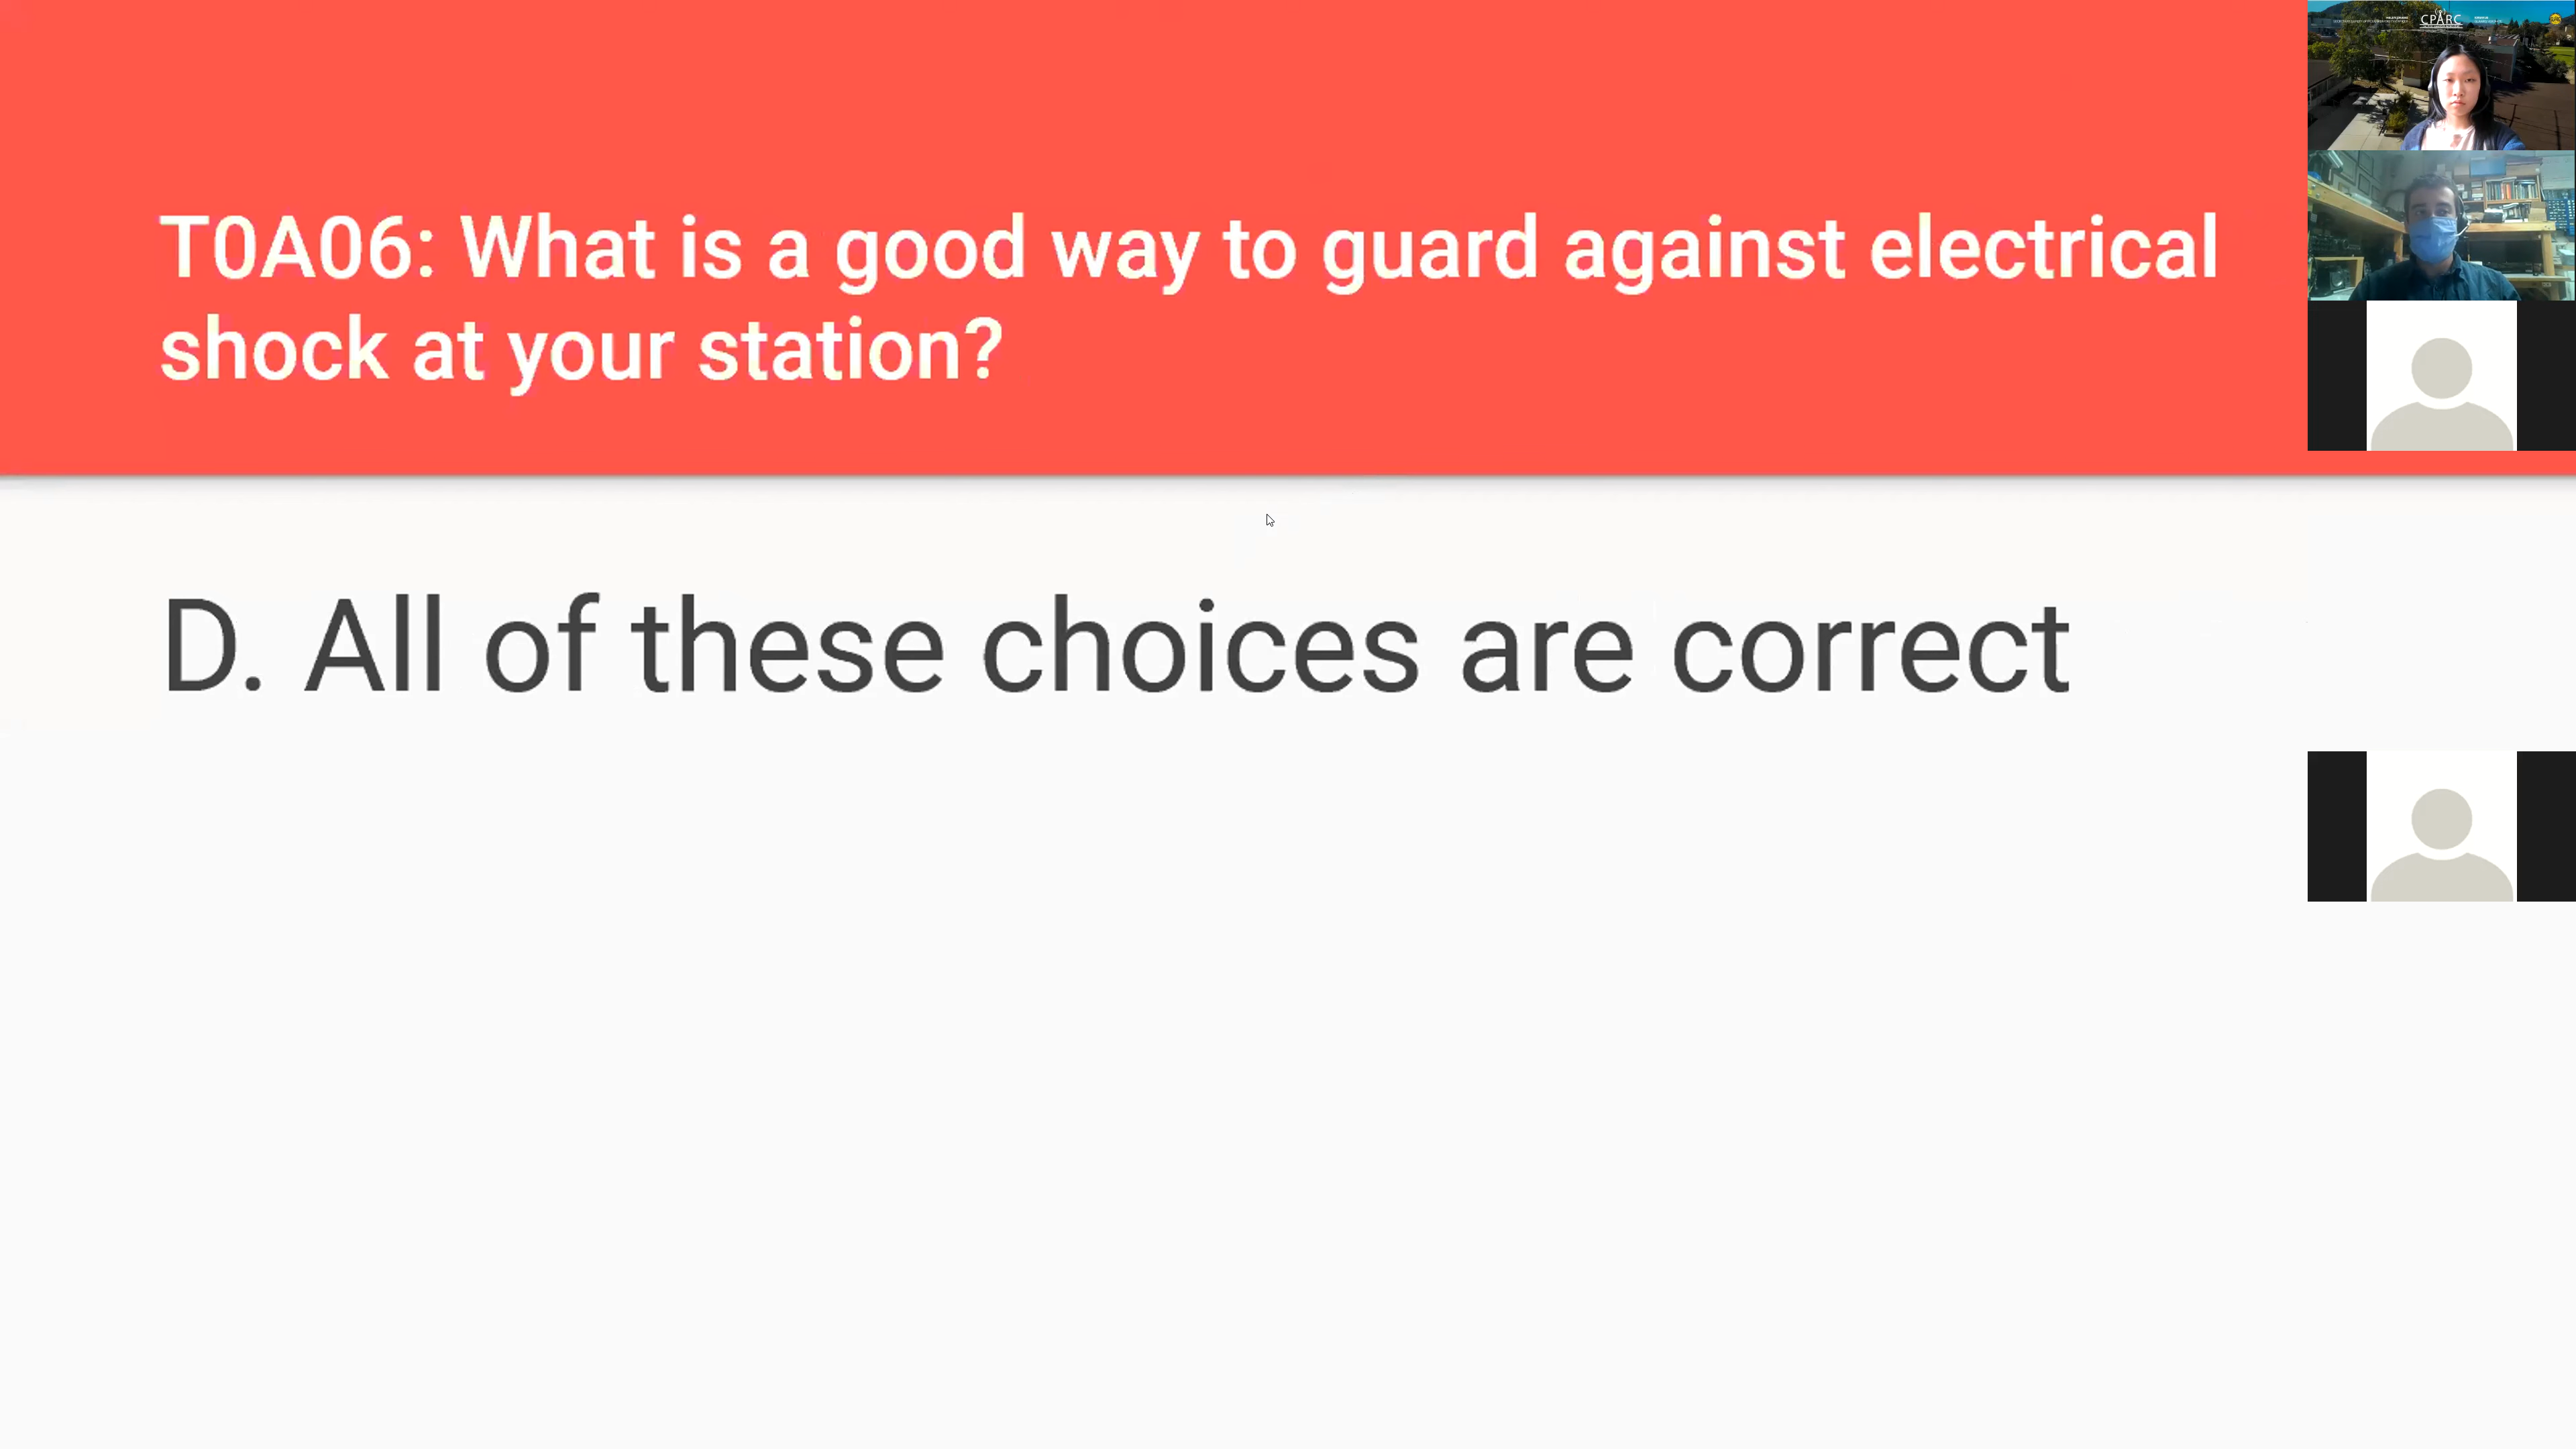 T0A06: What is a good way to guard against electrical
shock at your station?
D. All of these choices are correct
CPARC